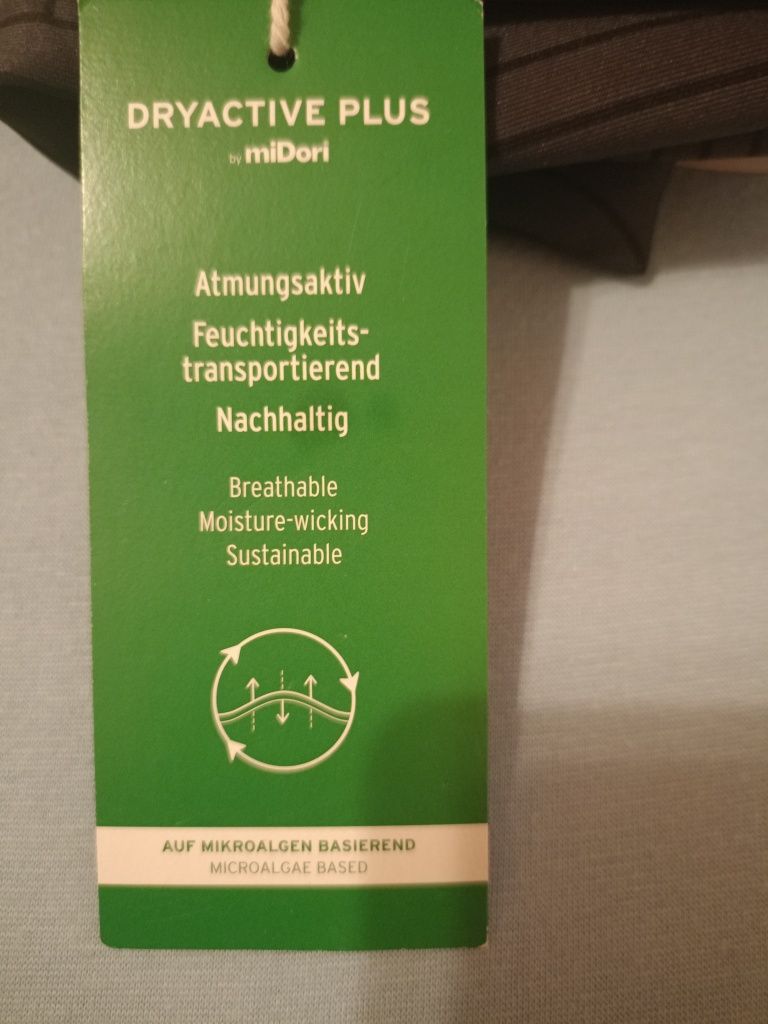 DRYACTIVE PLUS
by miDori
Atmungsaktiv
Feuchtigkeits-
transportierend
Nachhaltig
Breathable
Moisture-wicking
Sustainable
AUF MIKROALGEN BASIEREND
MICROALGAE BASED